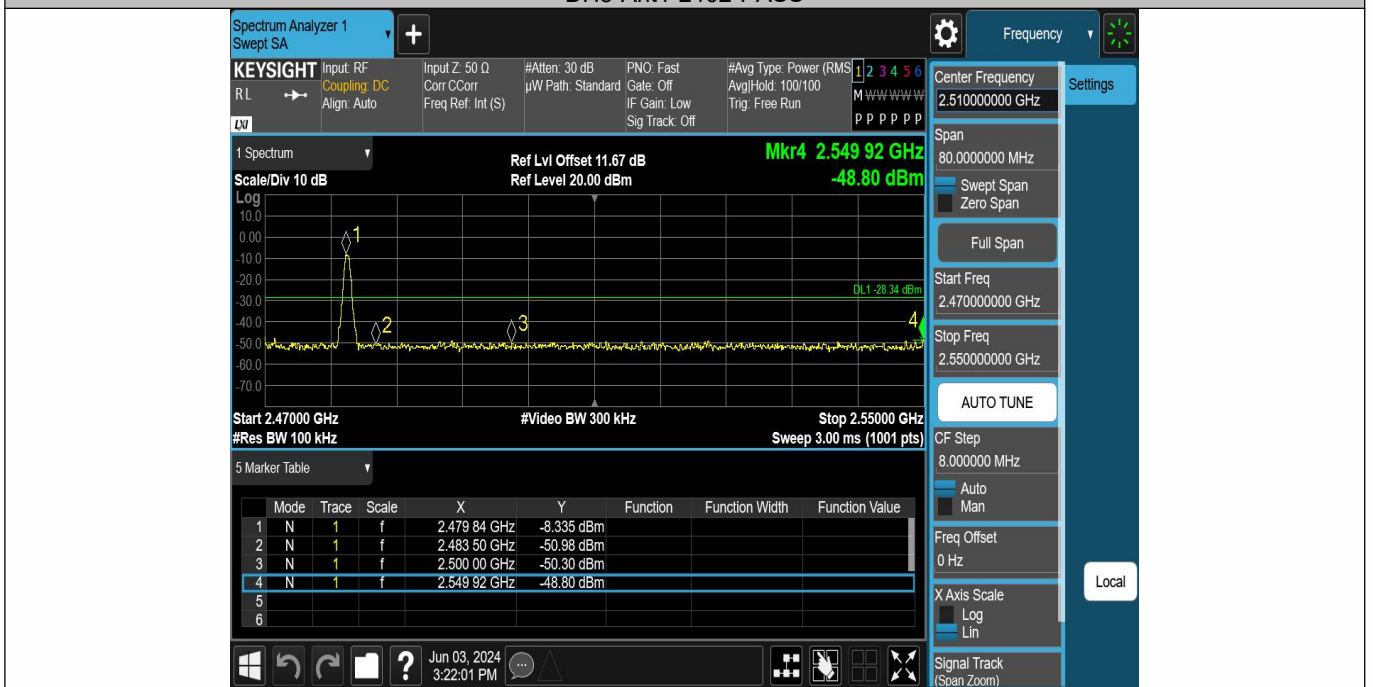 Spectrum Analyzer 1
Swept SA
+
Frequency
KEYSIGHT
RL
LXI
Input: RF
Coupling: DC
Align: Auto
Input Z: 50 Ω
Corr CCorr
Freq Ref: Int (S)
#Atten: 30 dB
µW Path: Standard
PNO: Fast
Gate: Off
IF Gain: Low
Sig Track: Off
#Avg Type: Power (RMS
Avg|Hold: 100/100
Trig: Free Run
1 2 3 4 5 6
M W W W W W
P P P P P P
1 Spectrum
Scale/Div 10 dB
Ref Lvl Offset 11.67 dB
Ref Level 20.00 dBm
Mkr4 2.549 92 GHz
-48.80 dBm
Log
10.0
0.00
-10.0
-20.0
-30.0
-40.0
-50.0
-60.0
-70.0
1
2
3
4
DL1 -28.34 dBm
Start 2.47000 GHz
#Video BW 300 kHz
Stop 2.55000 GHz
#Res BW 100 kHz
Sweep 3.00 ms (1001 pts)
5 Marker Table
Mode Trace Scale X Y Function Function Width Function Value
1 N 1 f 2.479 84 GHz -8.335 dBm
2 N 1 f 2.483 50 GHz -50.98 dBm
3 N 1 f 2.500 00 GHz -50.30 dBm
4 N 1 f 2.549 92 GHz -48.80 dBm
5
6
?
Jun 03, 2024
3:22:01 PM
Center Frequency
2.510000000 GHz
Settings
Span
80.0000000 MHz
Swept Span
Zero Span
Full Span
Start Freq
2.470000000 GHz
Stop Freq
2.550000000 GHz
AUTO TUNE
CF Step
8.000000 MHz
Auto
Man
Freq Offset
0 Hz
X Axis Scale
Log
Lin
Local
Signal Track
(Span Zoom)